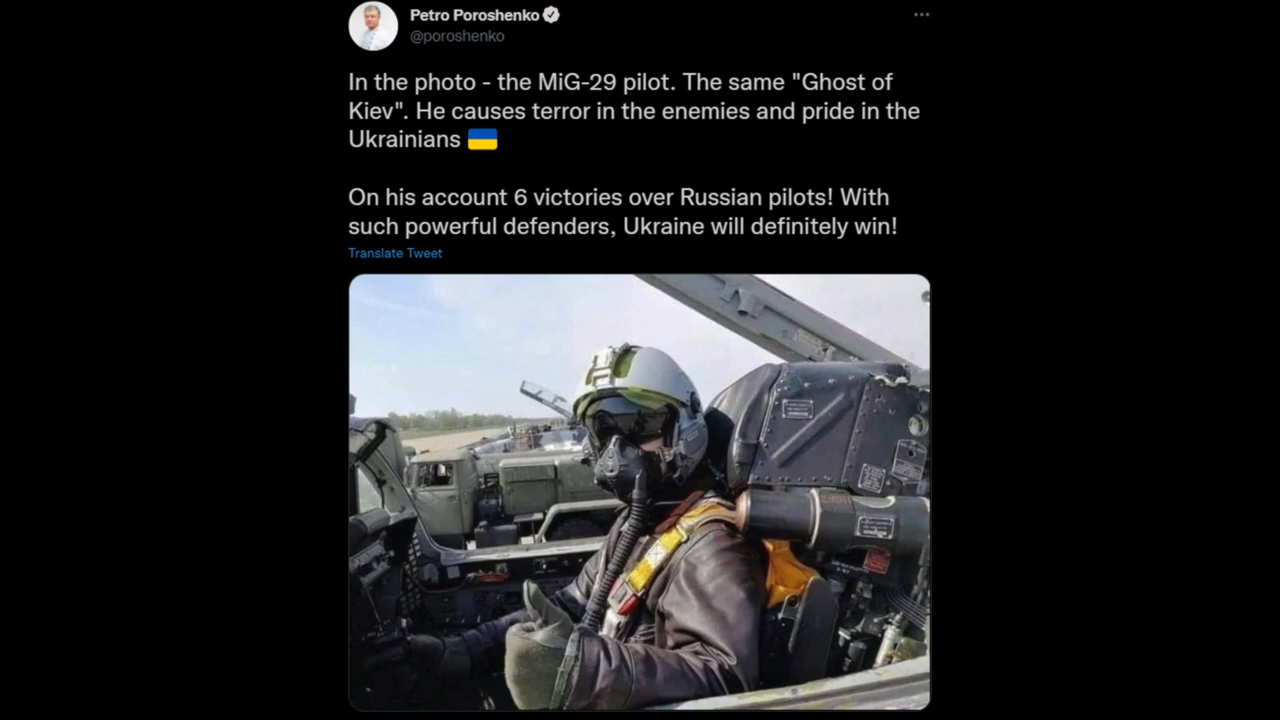 Petro Poroshenko
@poroshenko
In the photo - the MiG-29 pilot. The same "Ghost of
Kiev". He causes terror in the enemies and pride in the
Ukrainians 🇺🇦
On his account 6 victories over Russian pilots! With
such powerful defenders, Ukraine will definitely win!
Translate Tweet